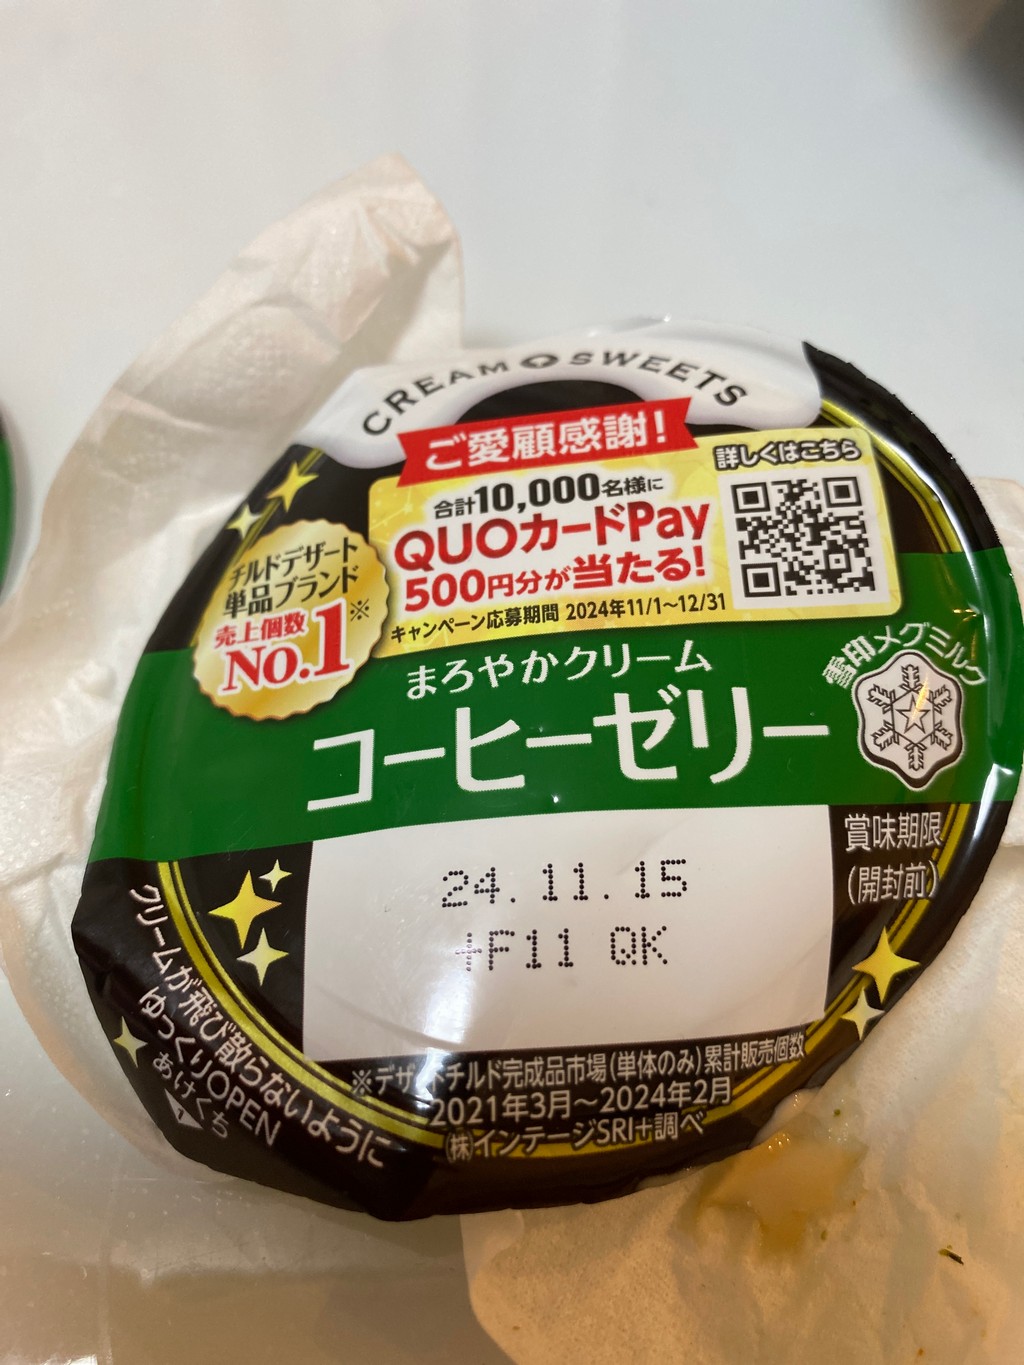 CREAM SWEETS
ご愛顧感謝!
合計10,000名様に
QUOカードPay
500円分が当たる!
キャンペーン応募期間 2024年11/1～12/31
詳しくはこちら
チルドデザート
単品ブランド
売上個数
No.1※
まろやかクリーム
コーヒーゼリー
雪印メグミルク
賞味期限
(開封前)
24.11.15
+F11 QK
※デザートチルド完成品市場(単体のみ)累計販売個数
2021年3月～2024年2月
㈱インテージSRI+調べ
クリームが飛び散らないように
ゆっくりOPEN
あけくち